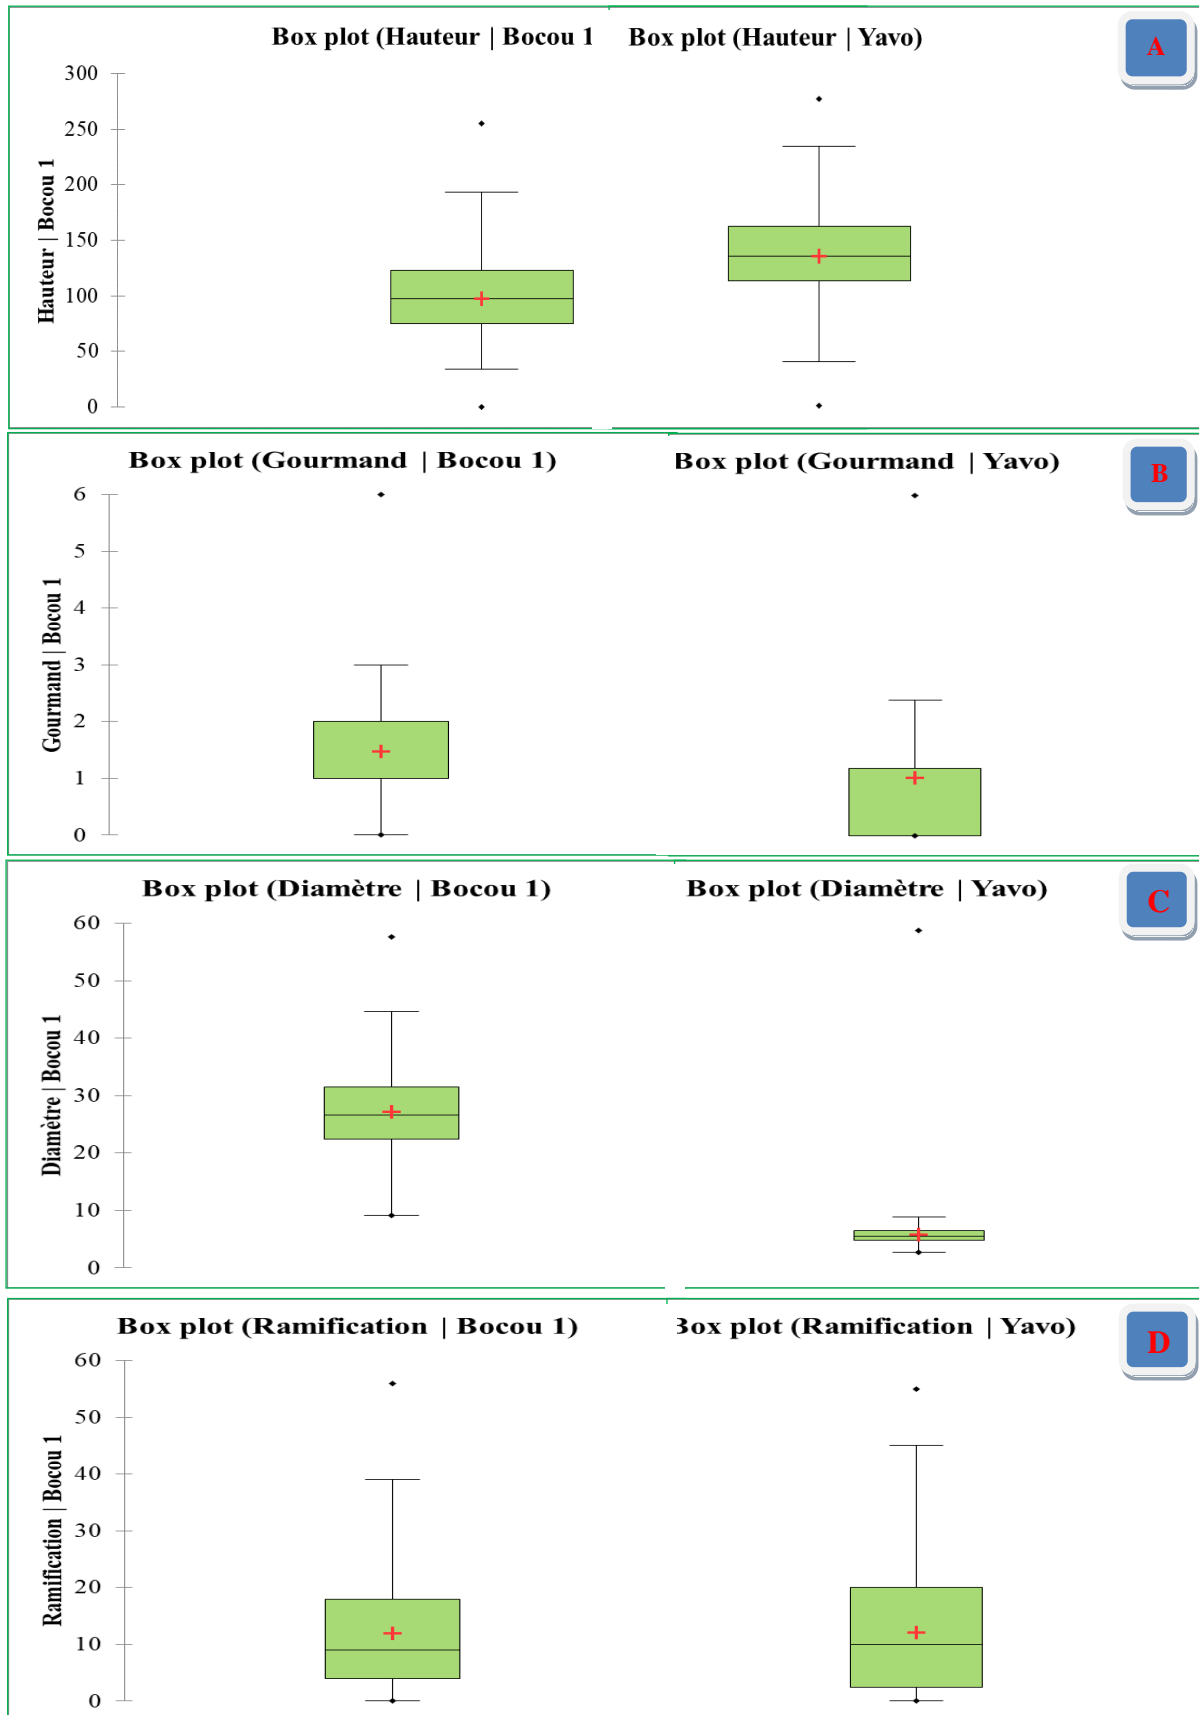 Box plot (Hauteur | Bocou 1
Box plot (Hauteur | Yavo)
A
Hauteur | Bocou 1
300
250
200
150
100
50
0
Box plot (Gourmand | Bocou 1)
Box plot (Gourmand | Yavo)
B
Gourmand | Bocou 1
6
5
4
3
2
1
0
Box plot (Diamètre | Bocou 1)
Box plot (Diamètre | Yavo)
C
Diamètre | Bocou 1
60
50
40
30
20
10
0
Box plot (Ramification | Bocou 1)
Box plot (Ramification | Yavo)
D
Ramification | Bocou 1
60
50
40
30
20
10
0